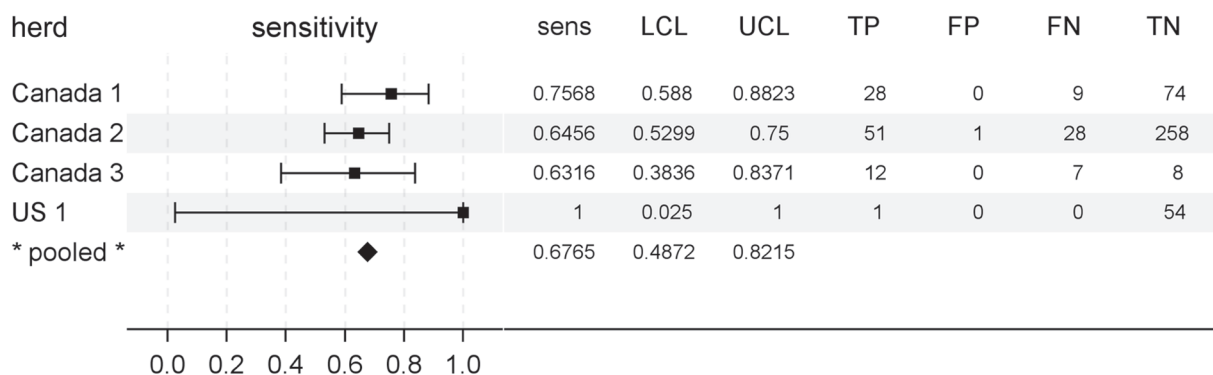 herd sensitivity sens LCL UCL TP FP FN TN
Canada 1 0.7568 0.588 0.8823 28 0 9 74
Canada 2 0.6456 0.5299 0.75 51 1 28 258
Canada 3 0.6316 0.3836 0.8371 12 0 7 8
US 1 1 0.025 1 1 0 0 54
* pooled * 0.6765 0.4872 0.8215
0.0 0.2 0.4 0.6 0.8 1.0